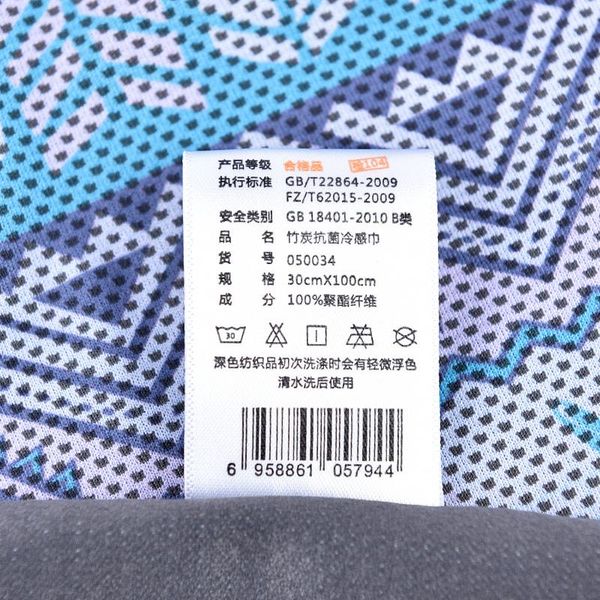 产品等级 合格品 检104
执行标准 GB/T22864-2009
FZ/T62015-2009
安全类别 GB 18401-2010 B类
品 名 竹炭抗菌冷感巾
货 号 050034
规 格 30cmX100cm
成 分 100%聚酯纤维
30
深色纺织品初次洗涤时会有轻微浮色
清水洗后使用
6 958861 057944